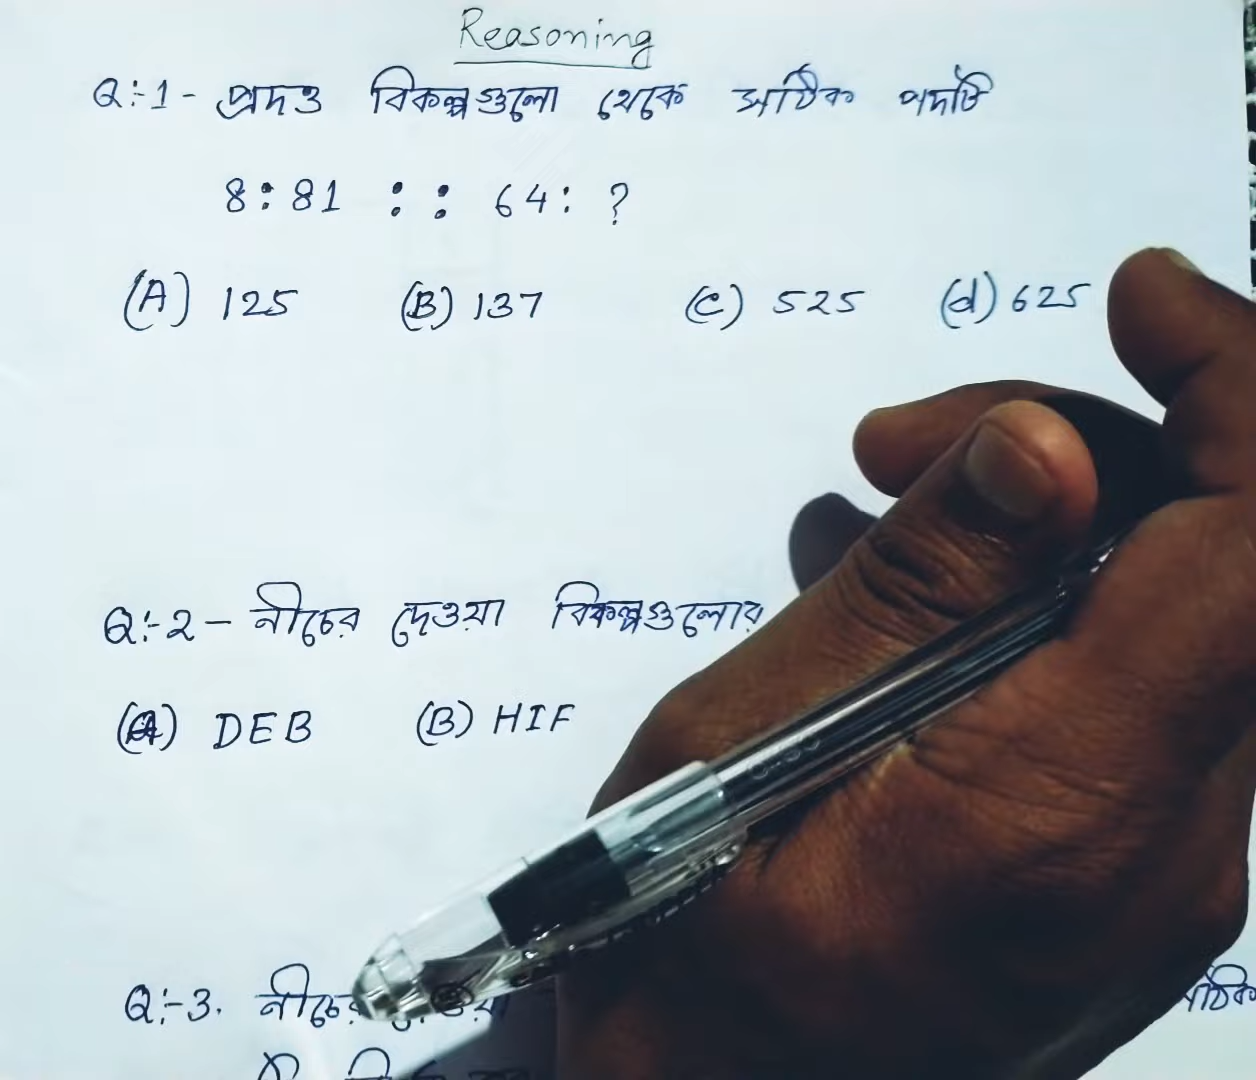 Reasoning
Q:-1- প্রদত্ত বিকল্পগুলো থেকে সঠিক পদটি
8:81 :: 64: ?
(A) 125 (B) 137 (C) 525 (d) 625
Q:-2- নীচের দেওয়া বিকল্পগুলোর
(A) DEB (B) HIF
Q:-3. নীচের